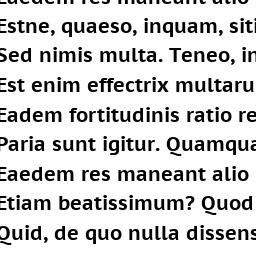 Eaedem res maneant alio
Estne, quaeso, inquam, siti
Sed nimis multa. Teneo, in
Est enim effectrix multaru
Eadem fortitudinis ratio re
Paria sunt igitur. Quamqua
Eaedem res maneant alio
Etiam beatissimum? Quod
Quid, de quo nulla dissens